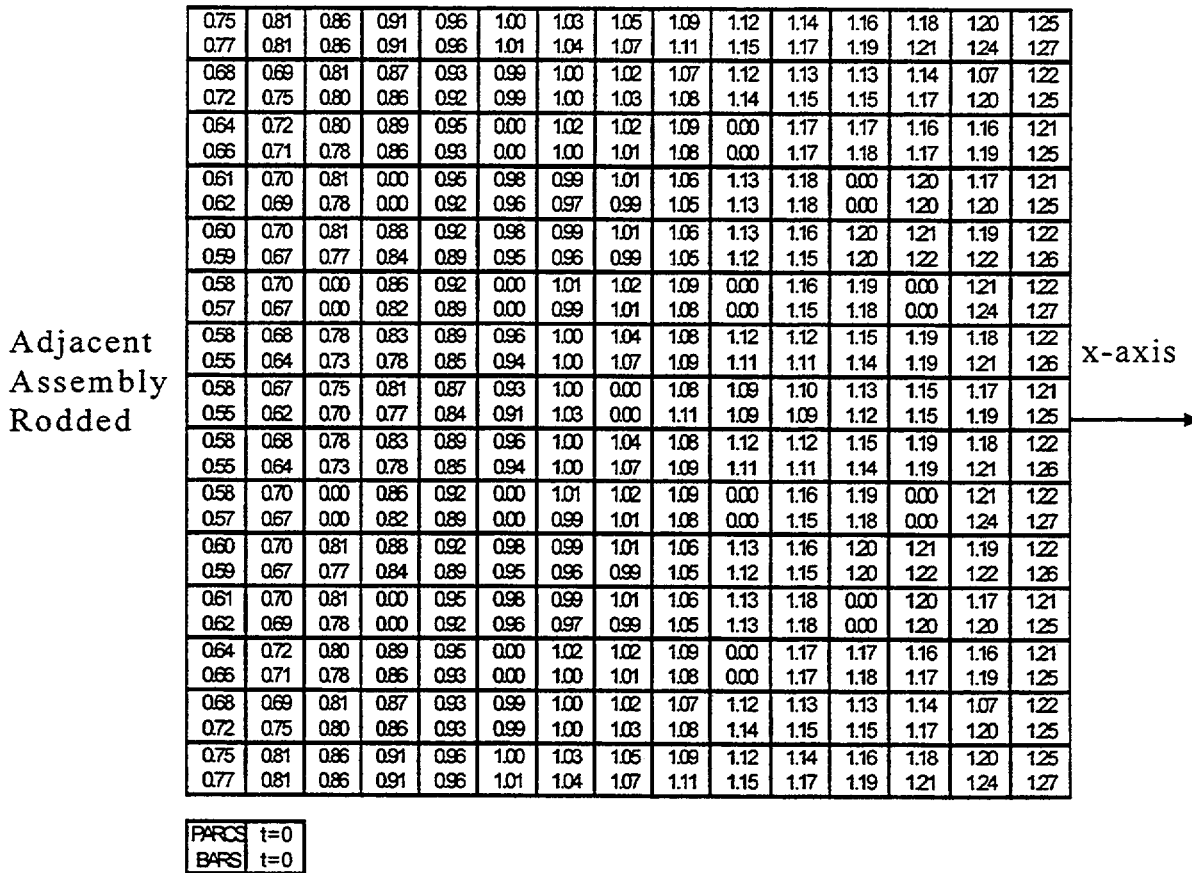 0.75 0.81 0.86 0.91 0.96 1.00 1.03 1.05 1.09 1.12 1.14 1.16 1.18 1.20 1.25
0.77 0.81 0.86 0.91 0.96 1.01 1.04 1.07 1.11 1.15 1.17 1.19 1.21 1.24 1.27
0.68 0.69 0.81 0.87 0.93 0.99 1.00 1.02 1.07 1.12 1.13 1.13 1.14 1.07 1.22
0.72 0.75 0.80 0.86 0.92 0.99 1.00 1.03 1.08 1.14 1.15 1.15 1.17 1.20 1.25
0.64 0.72 0.80 0.89 0.95 0.00 1.02 1.02 1.09 0.00 1.17 1.17 1.16 1.16 1.21
0.66 0.71 0.78 0.86 0.93 0.00 1.00 1.01 1.08 0.00 1.17 1.18 1.17 1.19 1.25
0.61 0.70 0.81 0.00 0.95 0.98 0.99 1.01 1.06 1.13 1.18 0.00 1.20 1.17 1.21
0.62 0.69 0.78 0.00 0.92 0.96 0.97 0.99 1.05 1.13 1.18 0.00 1.20 1.20 1.25
0.60 0.70 0.81 0.88 0.92 0.98 0.99 1.01 1.06 1.13 1.16 1.20 1.21 1.19 1.22
0.59 0.67 0.77 0.84 0.89 0.95 0.96 0.99 1.05 1.12 1.15 1.20 1.22 1.22 1.26
0.58 0.70 0.00 0.86 0.92 0.00 1.01 1.02 1.09 0.00 1.16 1.19 0.00 1.21 1.22
0.57 0.67 0.00 0.82 0.89 0.00 0.99 1.01 1.08 0.00 1.15 1.18 0.00 1.24 1.27
0.58 0.68 0.78 0.83 0.89 0.96 1.00 1.04 1.08 1.12 1.12 1.15 1.19 1.18 1.22
0.55 0.64 0.73 0.78 0.85 0.94 1.00 1.07 1.09 1.11 1.11 1.14 1.19 1.21 1.26
0.58 0.67 0.75 0.81 0.87 0.93 1.00 0.00 1.08 1.09 1.10 1.13 1.15 1.17 1.21
0.55 0.62 0.70 0.77 0.84 0.91 1.03 0.00 1.11 1.09 1.09 1.12 1.15 1.19 1.25
0.58 0.68 0.78 0.83 0.89 0.96 1.00 1.04 1.08 1.12 1.12 1.15 1.19 1.18 1.22
0.55 0.64 0.73 0.78 0.85 0.94 1.00 1.07 1.09 1.11 1.11 1.14 1.19 1.21 1.26
0.58 0.70 0.00 0.86 0.92 0.00 1.01 1.02 1.09 0.00 1.16 1.19 0.00 1.21 1.22
0.57 0.67 0.00 0.82 0.89 0.00 0.99 1.01 1.08 0.00 1.15 1.18 0.00 1.24 1.27
0.60 0.70 0.81 0.88 0.92 0.98 0.99 1.01 1.06 1.13 1.16 1.20 1.21 1.19 1.22
0.59 0.67 0.77 0.84 0.89 0.95 0.96 0.99 1.05 1.12 1.15 1.20 1.22 1.22 1.26
0.61 0.70 0.81 0.00 0.95 0.98 0.99 1.01 1.06 1.13 1.18 0.00 1.20 1.17 1.21
0.62 0.69 0.78 0.00 0.92 0.96 0.97 0.99 1.05 1.13 1.18 0.00 1.20 1.20 1.25
0.64 0.72 0.80 0.89 0.95 0.00 1.02 1.02 1.09 0.00 1.17 1.17 1.16 1.16 1.21
0.66 0.71 0.78 0.86 0.93 0.00 1.00 1.01 1.08 0.00 1.17 1.18 1.17 1.19 1.25
0.68 0.69 0.81 0.87 0.93 0.99 1.00 1.02 1.07 1.12 1.13 1.13 1.14 1.07 1.22
0.72 0.75 0.80 0.86 0.93 0.99 1.00 1.03 1.08 1.14 1.15 1.15 1.17 1.20 1.25
0.75 0.81 0.86 0.91 0.96 1.00 1.03 1.05 1.09 1.12 1.14 1.16 1.18 1.20 1.25
0.77 0.81 0.86 0.91 0.96 1.01 1.04 1.07 1.11 1.15 1.17 1.19 1.21 1.24 1.27
Adjacent
Assembly
Rodded
x-axis
PARCS t=0
BARS t=0